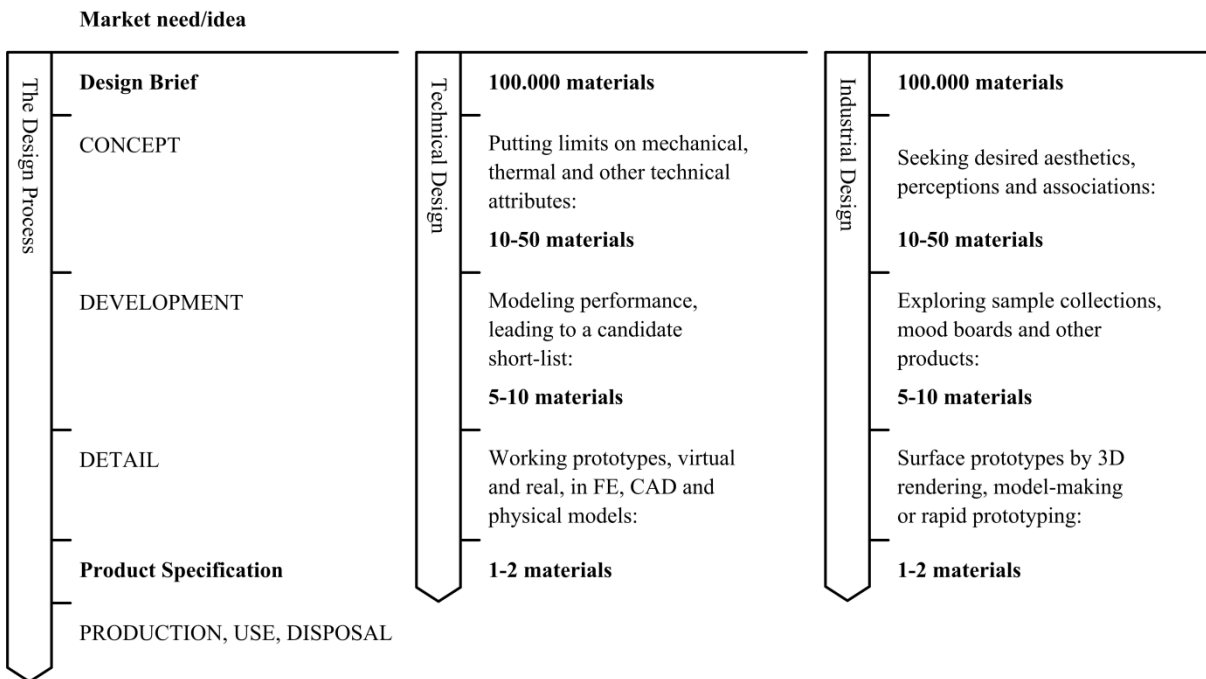 Market need/idea
The Design Process
Design Brief
CONCEPT
DEVELOPMENT
DETAIL
Product Specification
PRODUCTION, USE, DISPOSAL
Technical Design
100.000 materials
Putting limits on mechanical,
thermal and other technical
attributes:
10-50 materials
Modeling performance,
leading to a candidate
short-list:
5-10 materials
Working prototypes, virtual
and real, in FE, CAD and
physical models:
1-2 materials
Industrial Design
100.000 materials
Seeking desired aesthetics,
perceptions and associations:
10-50 materials
Exploring sample collections,
mood boards and other
products:
5-10 materials
Surface prototypes by 3D
rendering, model-making
or rapid prototyping:
1-2 materials